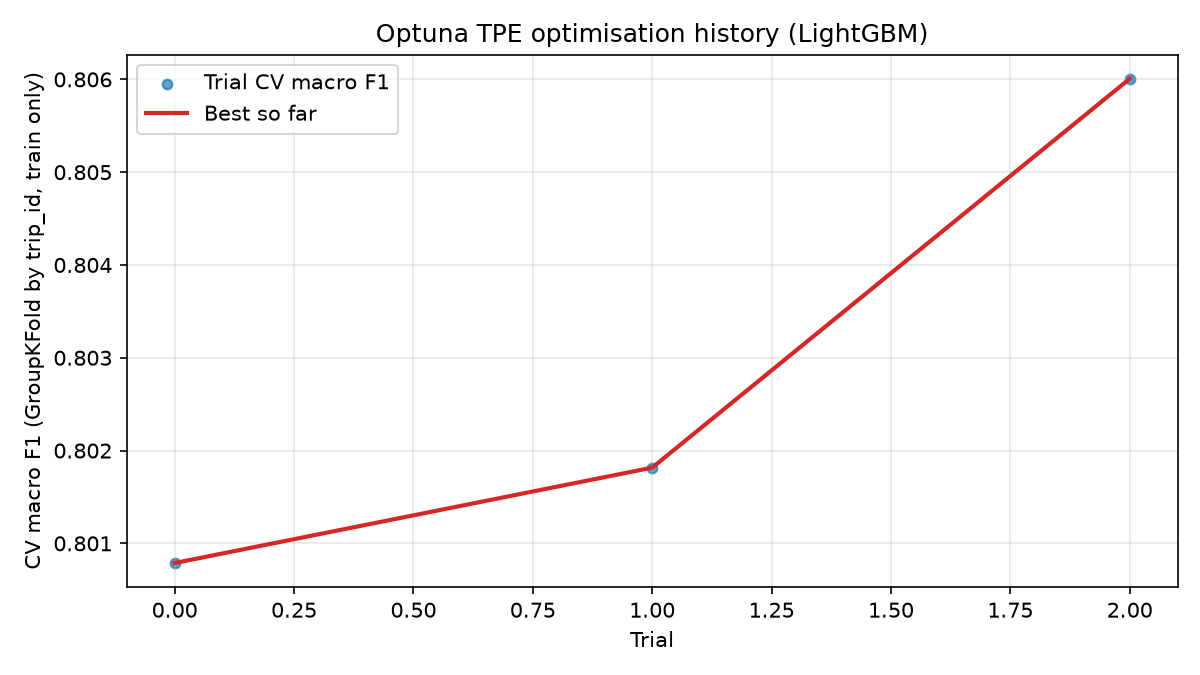 Optuna TPE optimisation history (LightGBM)
Trial CV macro F1
Best so far
CV macro F1 (GroupKFold by trip_id, train only)
0.806
0.805
0.804
0.803
0.802
0.801
0.00 0.25 0.50 0.75 1.00 1.25 1.50 1.75 2.00
Trial